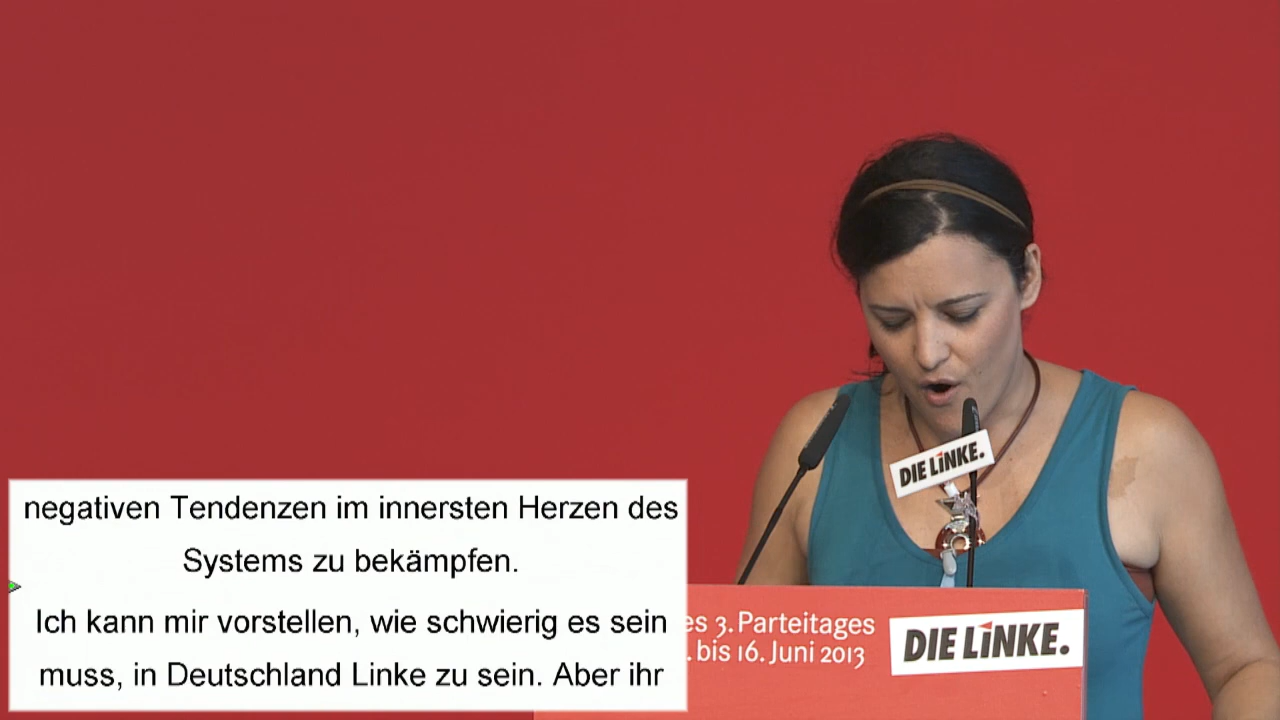 negativen Tendenzen im innersten Herzen des
Systems zu bekämpfen.
Ich kann mir vorstellen, wie schwierig es sein
muss, in Deutschland Linke zu sein. Aber ihr
DIE LINKE.
es 3. Parteitages
. bis 16. Juni 2013
DIE LINKE.